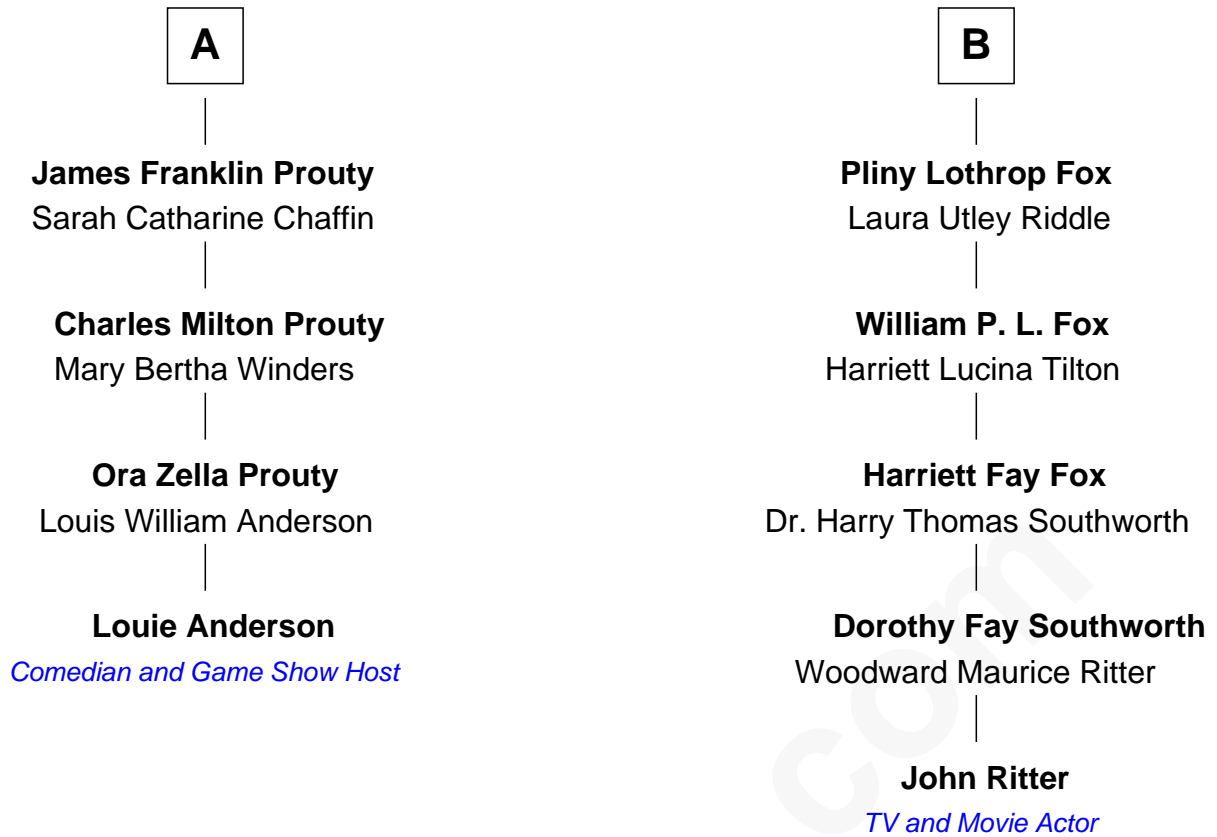 A
James Franklin Prouty
Sarah Catharine Chaffin
Charles Milton Prouty
Mary Bertha Winders
Ora Zella Prouty
Louis William Anderson
Louie Anderson
Comedian and Game Show Host
B
Pliny Lothrop Fox
Laura Utley Riddle
William P. L. Fox
Harriett Lucina Tilton
Harriett Fay Fox
Dr. Harry Thomas Southworth
Dorothy Fay Southworth
Woodward Maurice Ritter
John Ritter
TV and Movie Actor
com